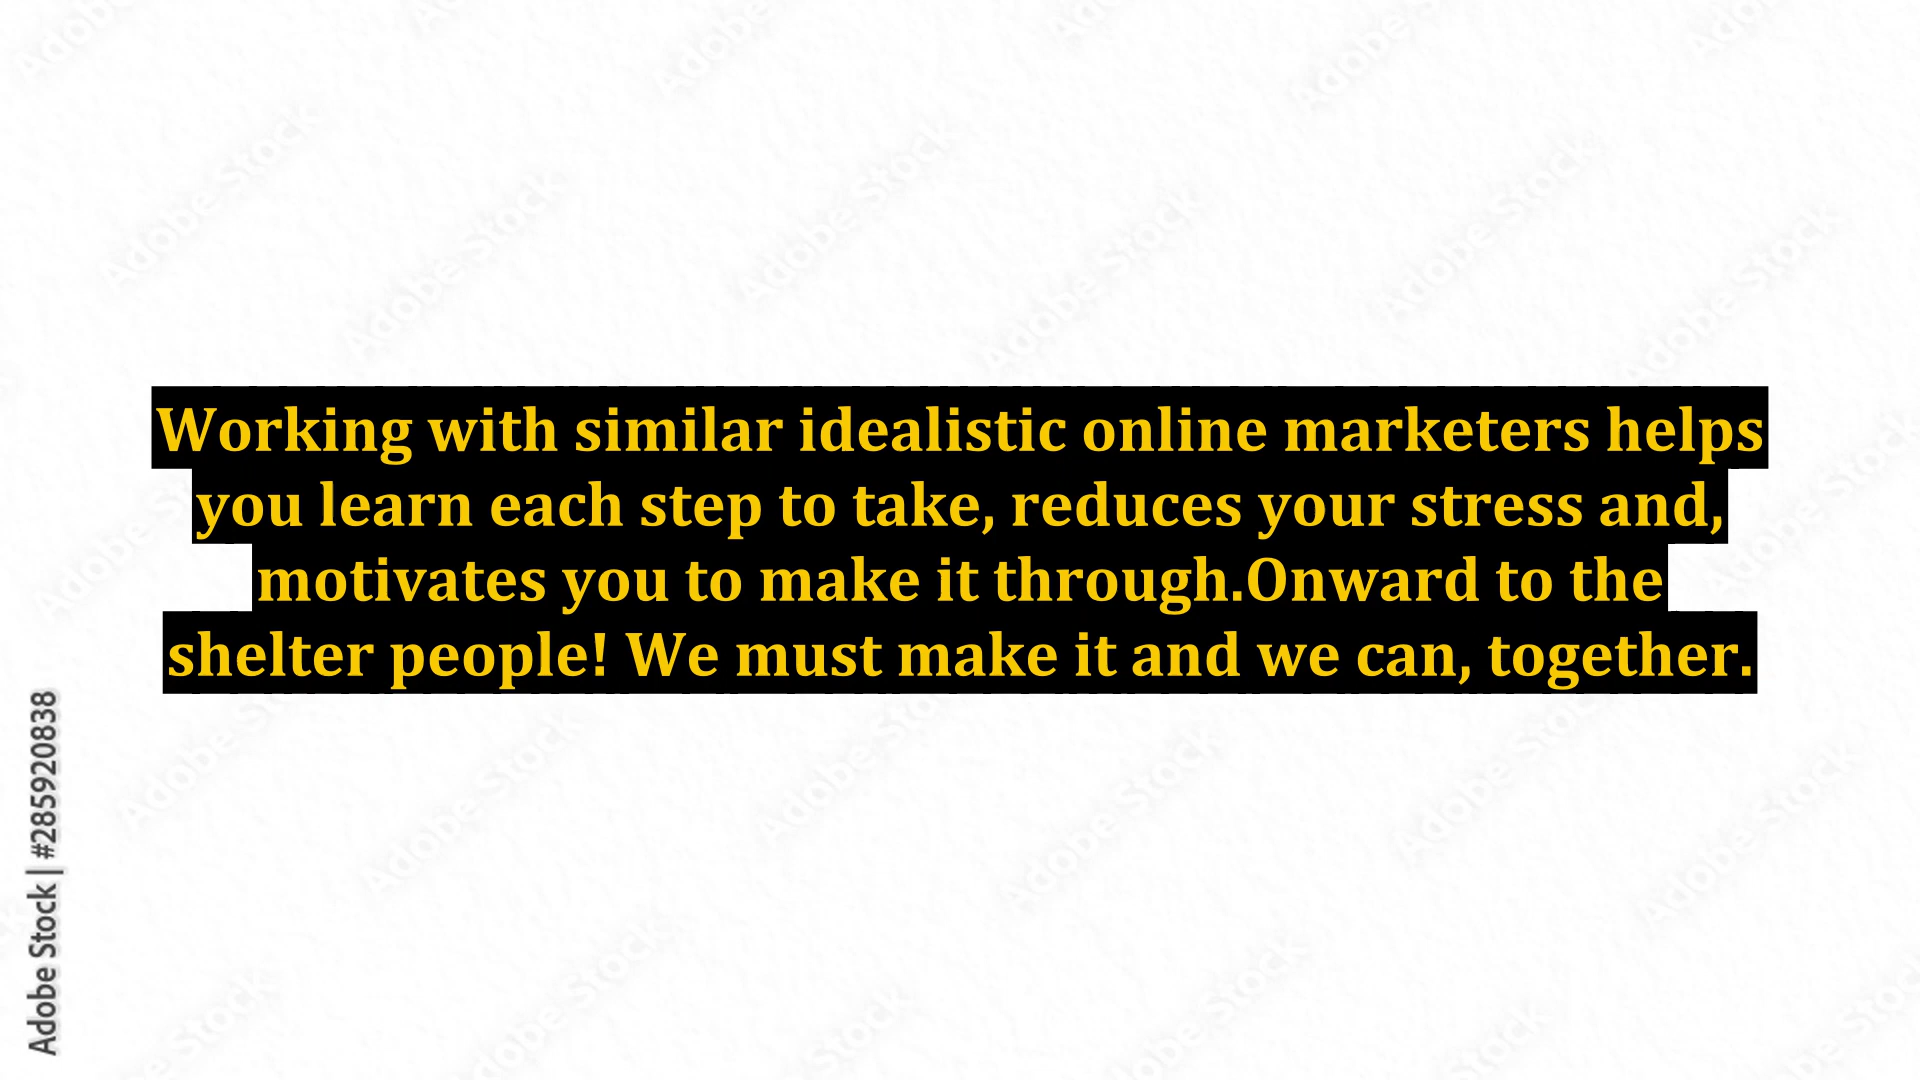 Working with similar idealistic online marketers helps
you learn each step to take, reduces your stress and,
motivates you to make it through.Onward to the
shelter people! We must make it and we can, together.
Adobe Stock | #285920838
Adobe Stock